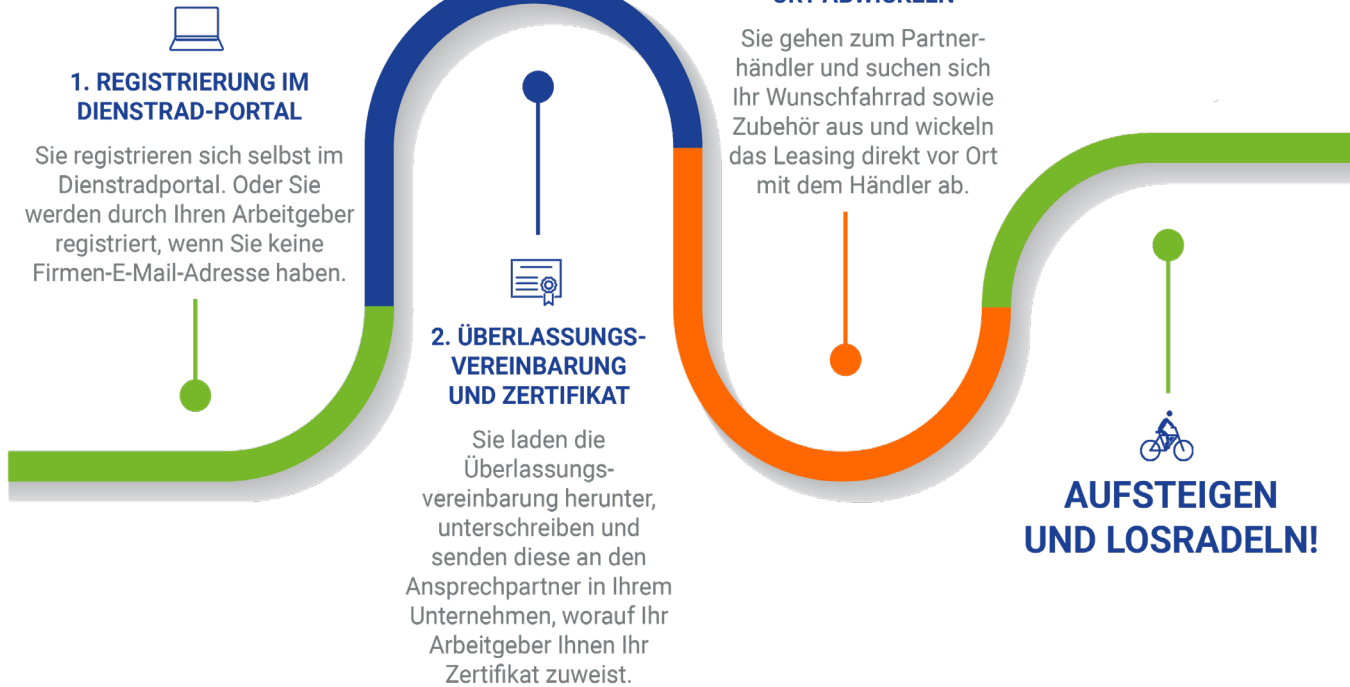 1. REGISTRIERUNG IM
DIENSTRAD-PORTAL
Sie registrieren sich selbst im
Dienstradportal. Oder Sie
werden durch Ihren Arbeitgeber
registriert, wenn Sie keine
Firmen-E-Mail-Adresse haben.
2. ÜBERLASSUNGS-
VEREINBARUNG
UND ZERTIFIKAT
Sie laden die
Überlassungs-
vereinbarung herunter,
unterschreiben und
senden diese an den
Ansprechpartner in Ihrem
Unternehmen, worauf Ihr
Arbeitgeber Ihnen Ihr
Zertifikat zuweist.
ORT ABWICKELN
Sie gehen zum Partner-
händler und suchen sich
Ihr Wunschfahrrad sowie
Zubehör aus und wickeln
das Leasing direkt vor Ort
mit dem Händler ab.
AUFSTEIGEN
UND LOSRADELN!